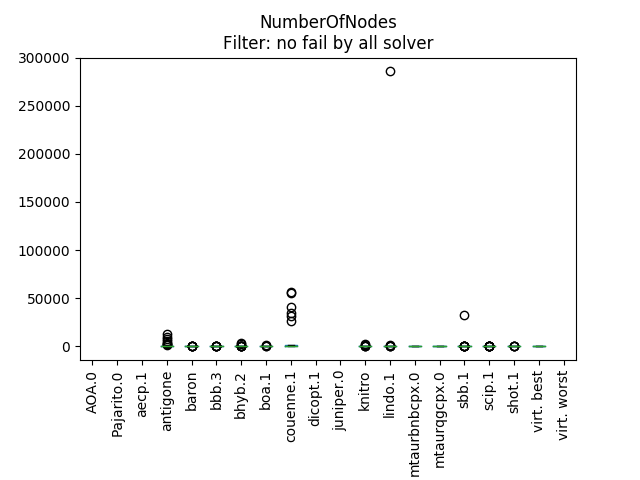 NumberOfNodes
Filter: no fail by all solver
300000
250000
200000
150000
100000
50000
0
AOA.0
Pajarito.0
aecp.1
antigone
baron
bbb.3
bhyb.2
boa.1
couenne.1
dicopt.1
juniper.0
knitro
lindo.1
mtaurbnbcpx.0
mtaurqgcpx.0
sbb.1
scip.1
shot.1
virt. best
virt. worst